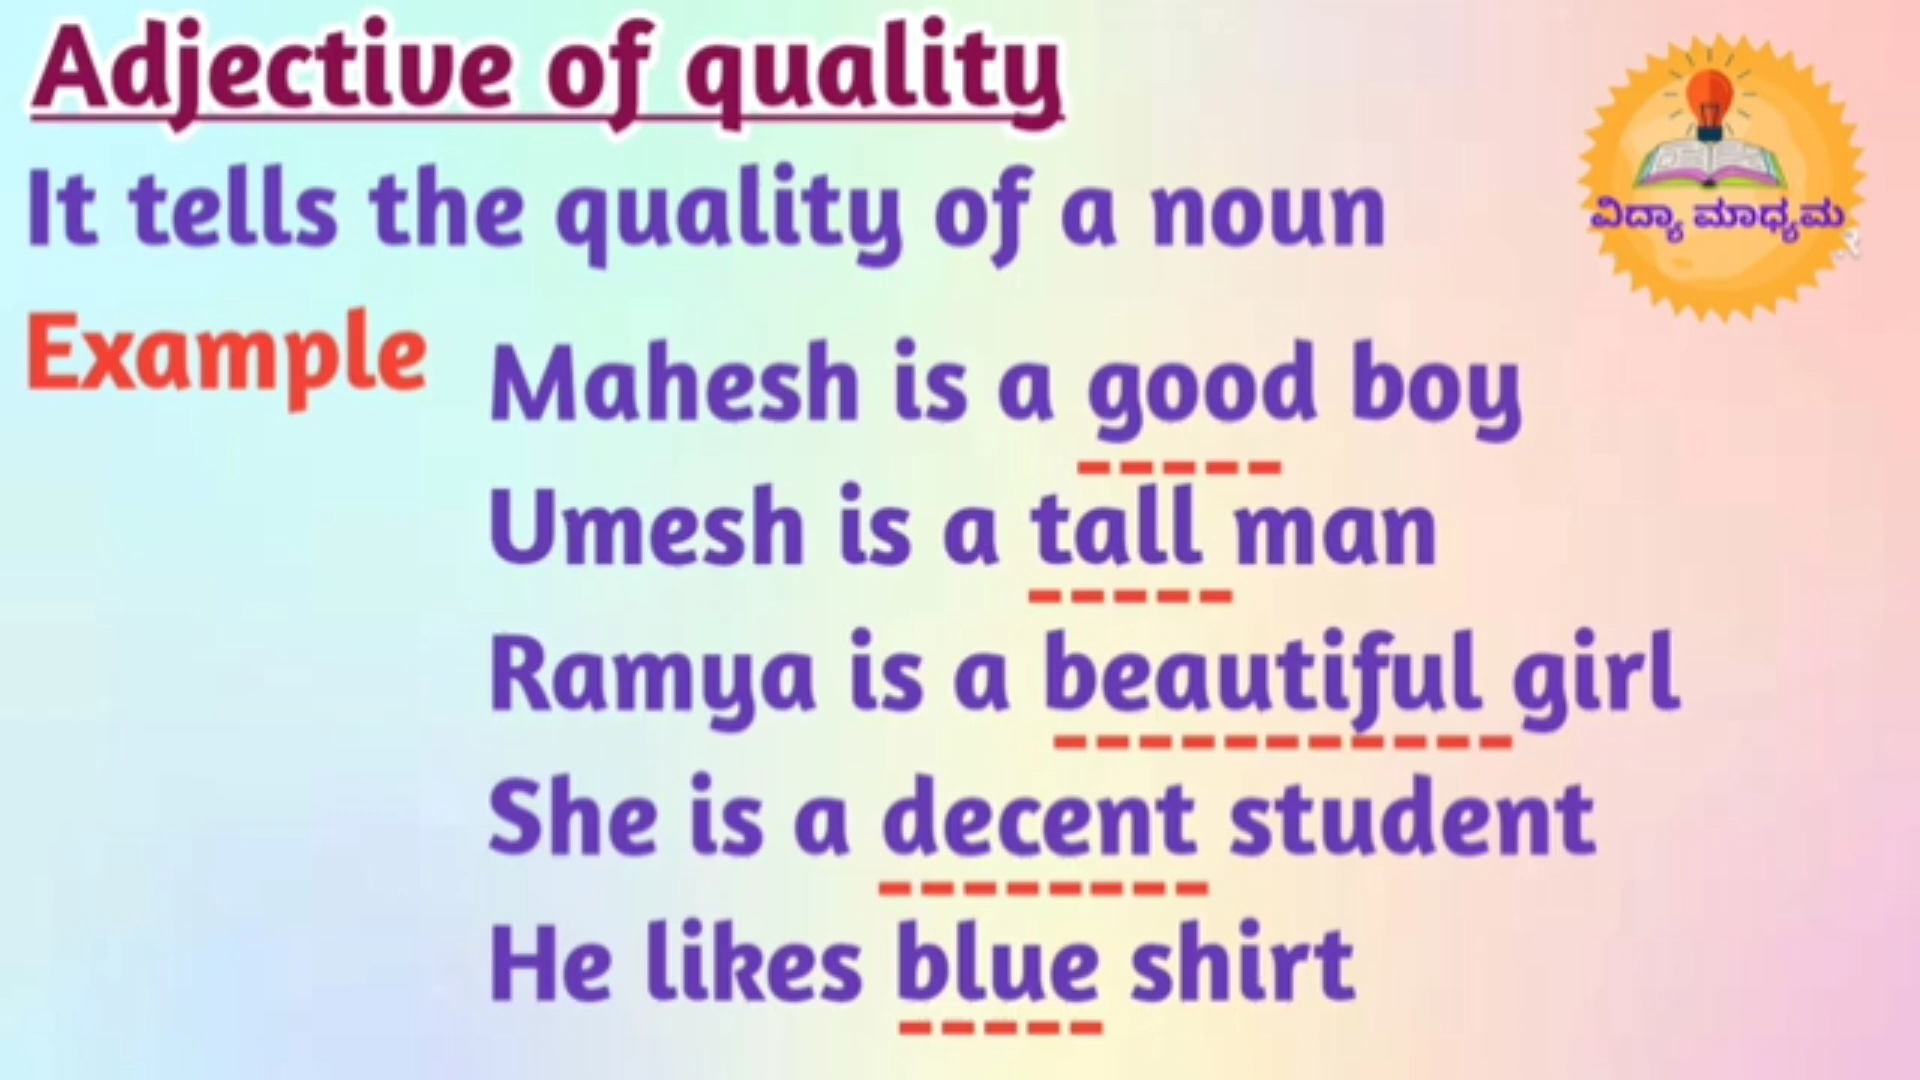 Adjective of quality
ವಿದ್ಯಾ ಮಾಧ್ಯಮ
It tells the quality of a noun
Example
Mahesh is a good boy
Umesh is a tall man
Ramya is a beautiful girl
She is a decent student
He likes blue shirt